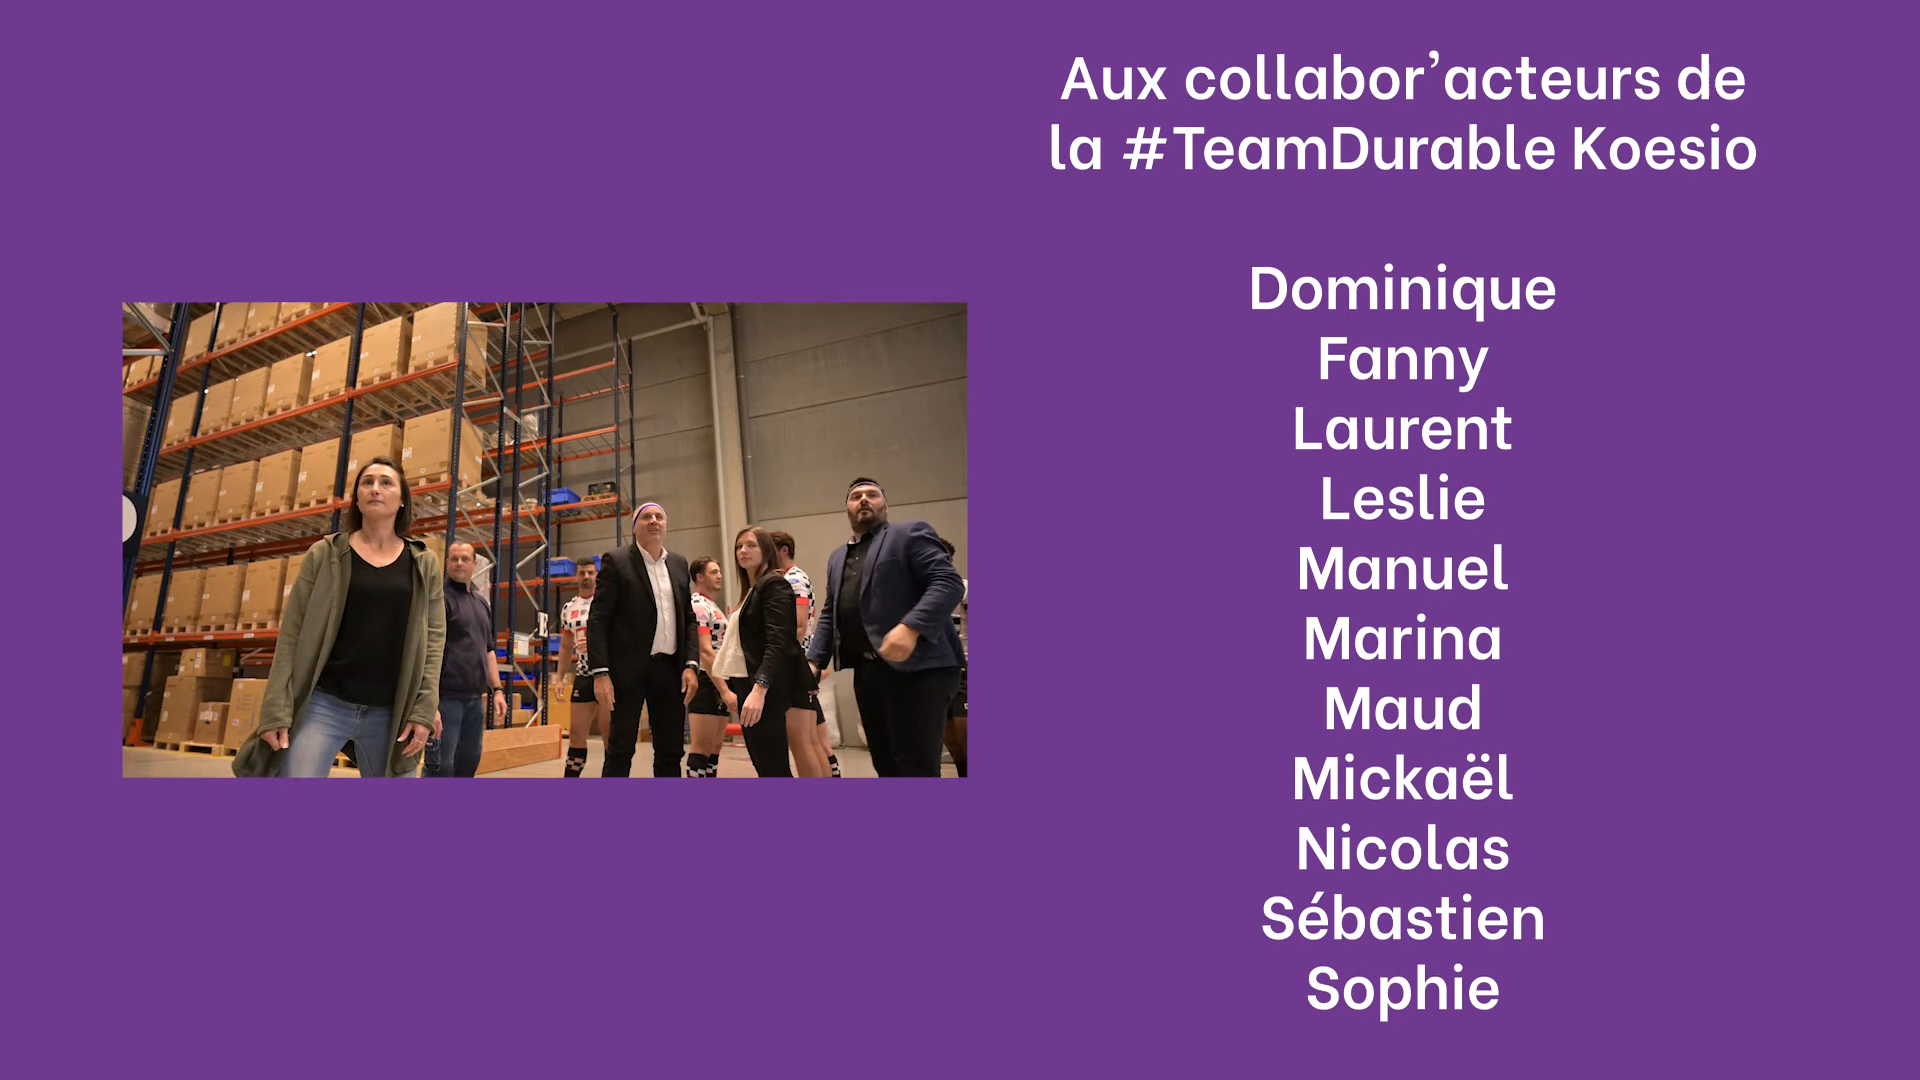 Aux collabor’acteurs de
la #TeamDurable Koesio
Dominique
Fanny
Laurent
Leslie
Manuel
Marina
Maud
Mickaël
Nicolas
Sébastien
Sophie